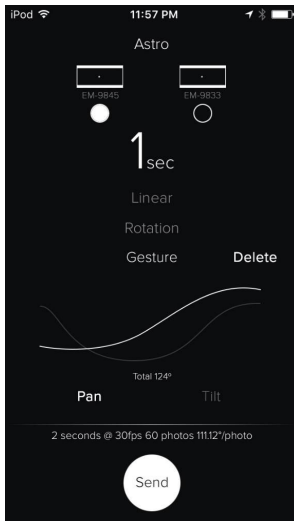 iPod 11:57 PM
Astro
EM-9845 EM-9833
1sec
Linear
Rotation
Gesture Delete
Total 124º
Pan Tilt
2 seconds @ 30fps 60 photos 111.12°/photo
Send